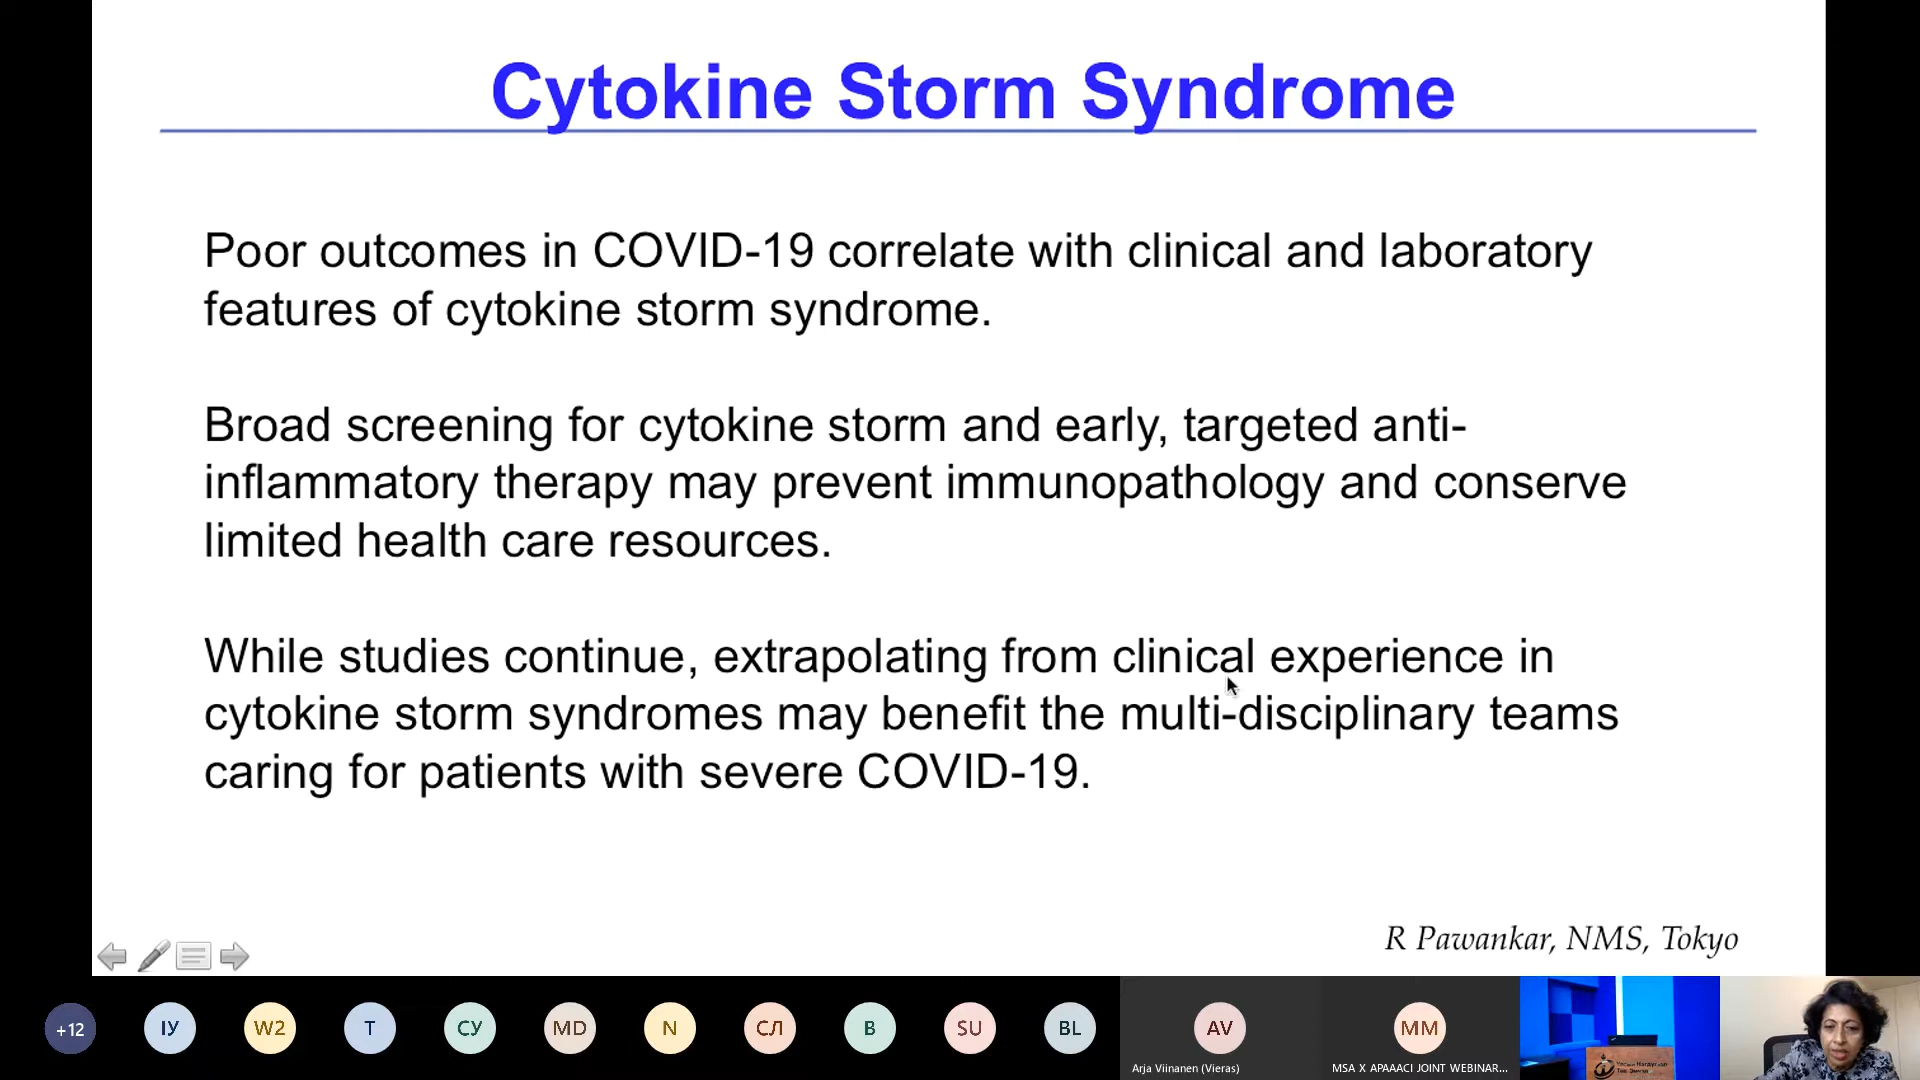 Cytokine Storm Syndrome
Poor outcomes in COVID-19 correlate with clinical and laboratory
features of cytokine storm syndrome.
Broad screening for cytokine storm and early, targeted anti-
inflammatory therapy may prevent immunopathology and conserve
limited health care resources.
While studies continue, extrapolating from clinical experience in
cytokine storm syndromes may benefit the multi-disciplinary teams
caring for patients with severe COVID-19.
R Pawankar, NMS, Tokyo
+12
ІУ
W2
T
СУ
MD
N
СЛ
B
SU
BL
AV
MM
Arja Viinanen (Vieras)
MSA X APAAACI JOINT WEBINAR...